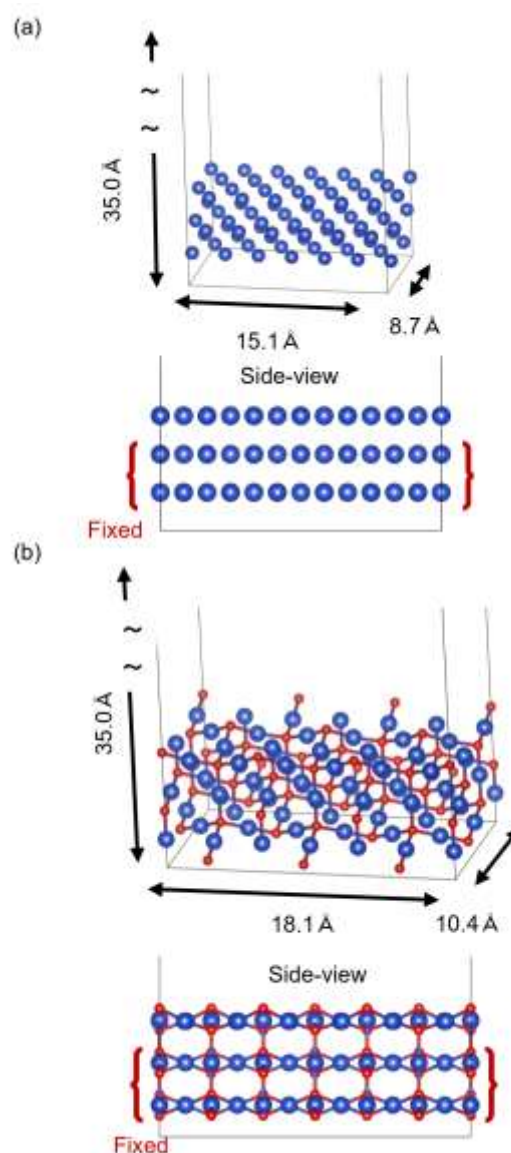 (a)
~
~
35.0 Å
8.7 Å
15.1 Å
Side-view
Fixed
(b)
~
~
35.0 Å
18.1 Å
10.4 Å
Side-view
Fixed